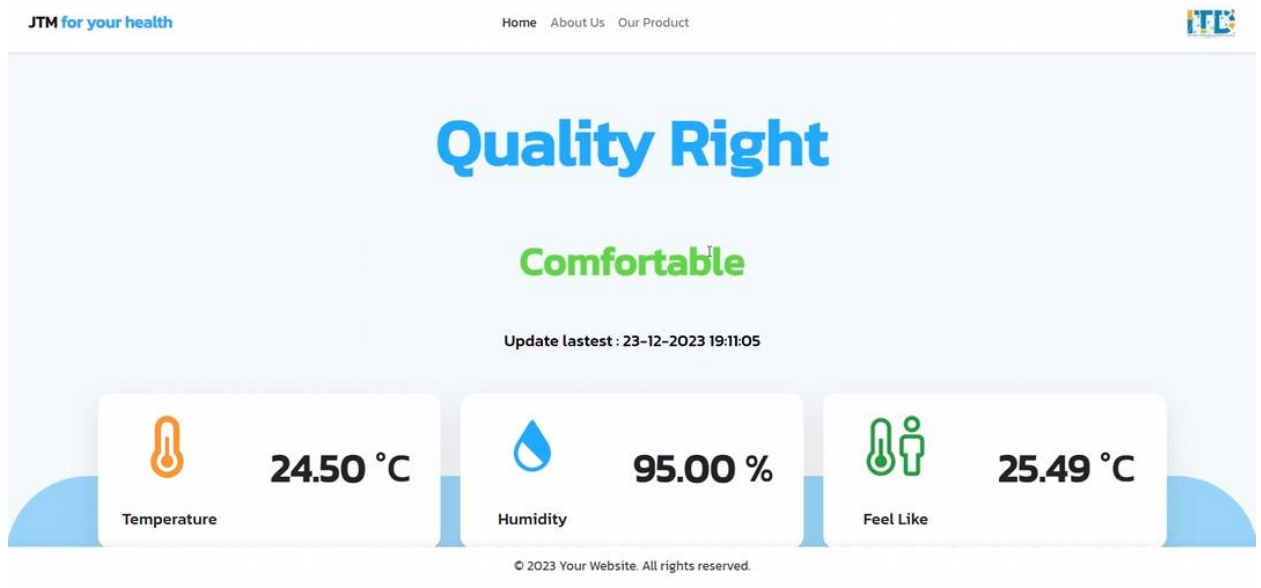 JTM for your health
Home About Us Our Product
ITD
Quality Right
Comfortable
Update lastest : 23-12-2023 19:11:05
24.50 °C
Temperature
95.00 %
Humidity
25.49 °C
Feel Like
© 2023 Your Website. All rights reserved.